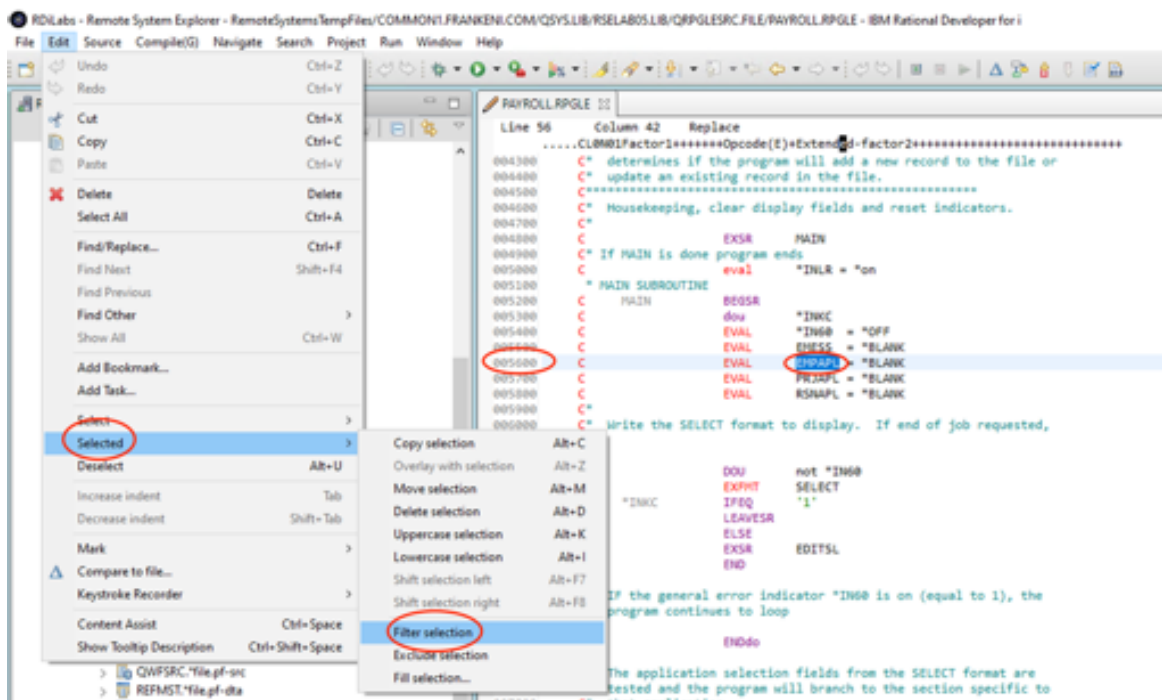 RDiLabs - Remote System Explorer - RemoteSystemsTempFiles/COMMON1.FRANKENI.COM/QSYS.LIB/RSELAB05.LIB/QRPGLESRC.FILE/PAYROLL.RPGLE - IBM Rational Developer for i
File Edit Source Compile(G) Navigate Search Project Run Window Help
Undo Ctrl-Z
Redo Ctrl-Y
Cut Ctrl-X
Copy Ctrl-C
Paste Ctrl-V
Delete Delete
Select All Ctrl-A
Find/Replace... Ctrl-F
Find Next Shift-F4
Find Previous
Find Other
Show All Ctrl-W
Add Bookmark...
Add Task...
Select
Selected
Deselect Alt+U
Increase indent Tab
Decrease indent Shift-Tab
Mark
Compare to file...
Keystroke Recorder
Content Assist Ctrl-Space
Show Tooltip Description Ctrl-Shift-Space
QWFSRC.*file.pf-src
REFMST.*file.pf-dta
Copy selection Alt+C
Overlay with selection Alt+Z
Move selection Alt+M
Delete selection Alt+D
Uppercase selection Alt+K
Lowercase selection Alt+I
Shift selection left Alt+F7
Shift selection right Alt+F8
Filter selection
Exclude selection
Fill selection...
PAYROLL.RPGLE
Line 56 Column 42 Replace
.....CL0N01Factor1+++++++Opcode(E)+Extended-factor2++++++++++++++++++++++++++++++
004300 C* determines if the program will add a new record to the file or
004400 C* update an existing record in the file.
004500 C*******************************************************
004600 C* Housekeeping, clear display fields and reset indicators.
004700 C*
004800 C EXSR MAIN
004900 C* If MAIN is done program ends
005000 C eval *INLR = *on
005100 * MAIN SUBROUTINE
005200 C MAIN BEGSR
005300 C dou *INKC
005400 C EVAL *IN60 = *OFF
005500 C EVAL EMESS = *BLANK
005600 C EVAL EMPAPL = *BLANK
005700 C EVAL PRJAPL = *BLANK
005800 C EVAL RSNAPL = *BLANK
005900 C*
006000 C* Write the SELECT format to display. If end of job requested,
DOU not *IN60
EXFMT SELECT
*INKC IFEQ '1'
LEAVESR
ELSE
EXSR EDITSL
END
IF the general error indicator *IN60 is on (equal to 1), the
program continues to loop
ENDdo
The application selection fields from the SELECT format are
tested and the program will branch to the section specific to